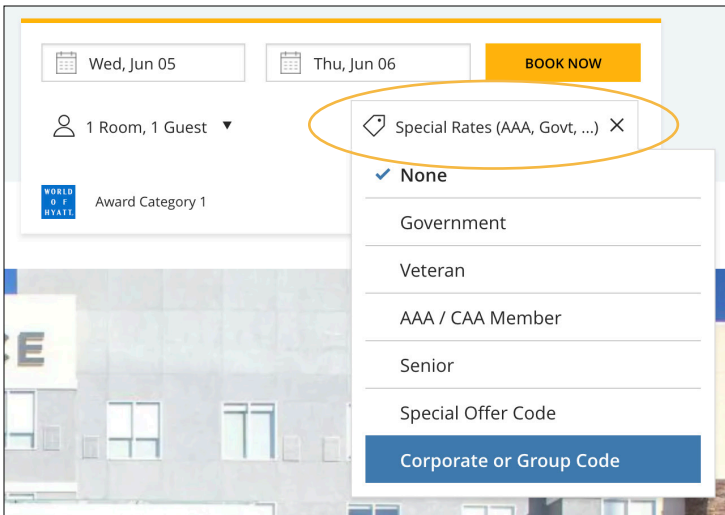 Wed, Jun 05
Thu, Jun 06
BOOK NOW
1 Room, 1 Guest
Special Rates (AAA, Govt, ...)
None
WORLD
OF
HYATT.
Award Category 1
Government
Veteran
AAA / CAA Member
Senior
Special Offer Code
Corporate or Group Code
E